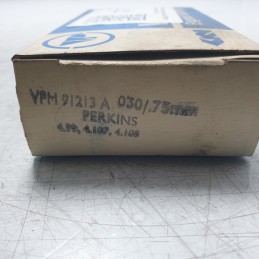 VPM 91213 A 030/.75mm
PERKINS
4.99, 4.107, 4.108